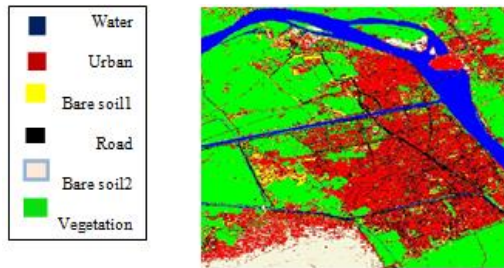 Water
Urban
Bare soil1
Road
Bare soil2
Vegetation